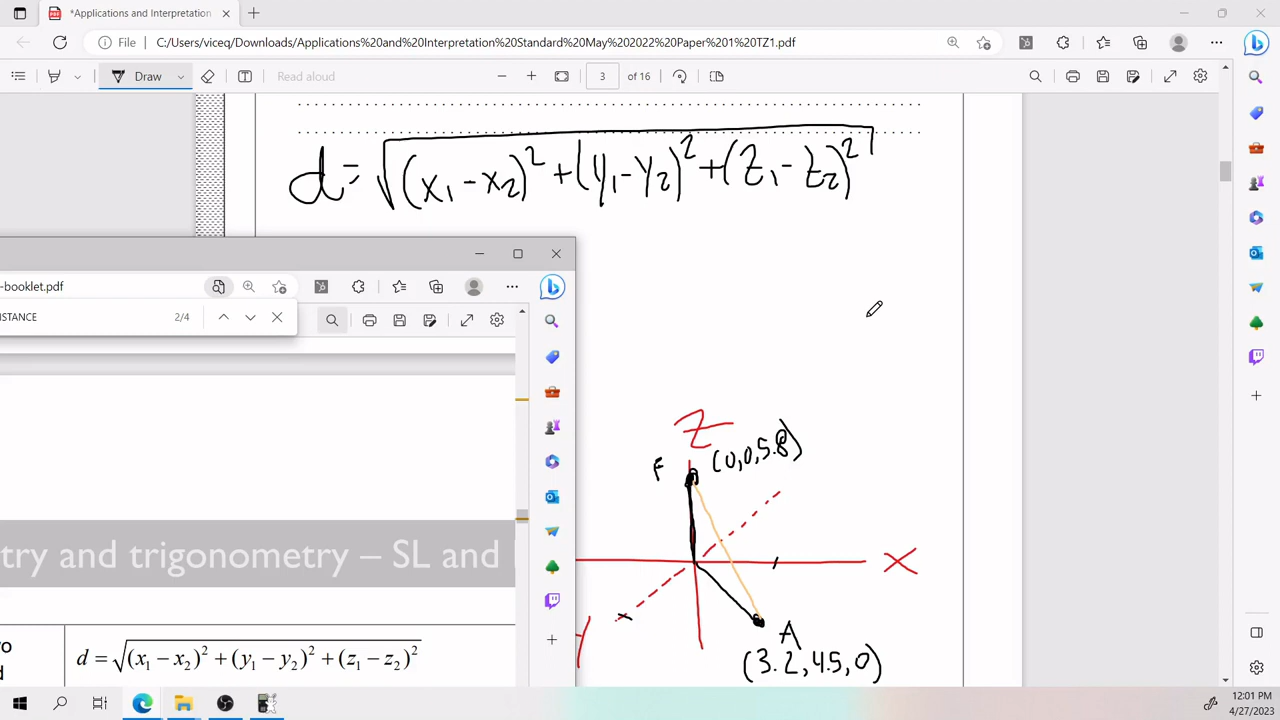 *Applications and Interpretation
File C:/Users/viceq/Downloads/Applications%20and%20Interpretation%20Standard%20May%202022%20Paper%201%20TZ1.pdf
Draw Read aloud 3 of 16
d = √(x₁-x₂)² + (y₁-y₂)² + (z₁-z₂)²
-booklet.pdf
ISTANCE 2/4
Z
F (0,0,5.8)
X
A
(3.2,4.5,0)
try and trigonometry – SL and
d = √(x₁ − x₂)² + (y₁ − y₂)² + (z₁ − z₂)²
12:01 PM
4/27/2023